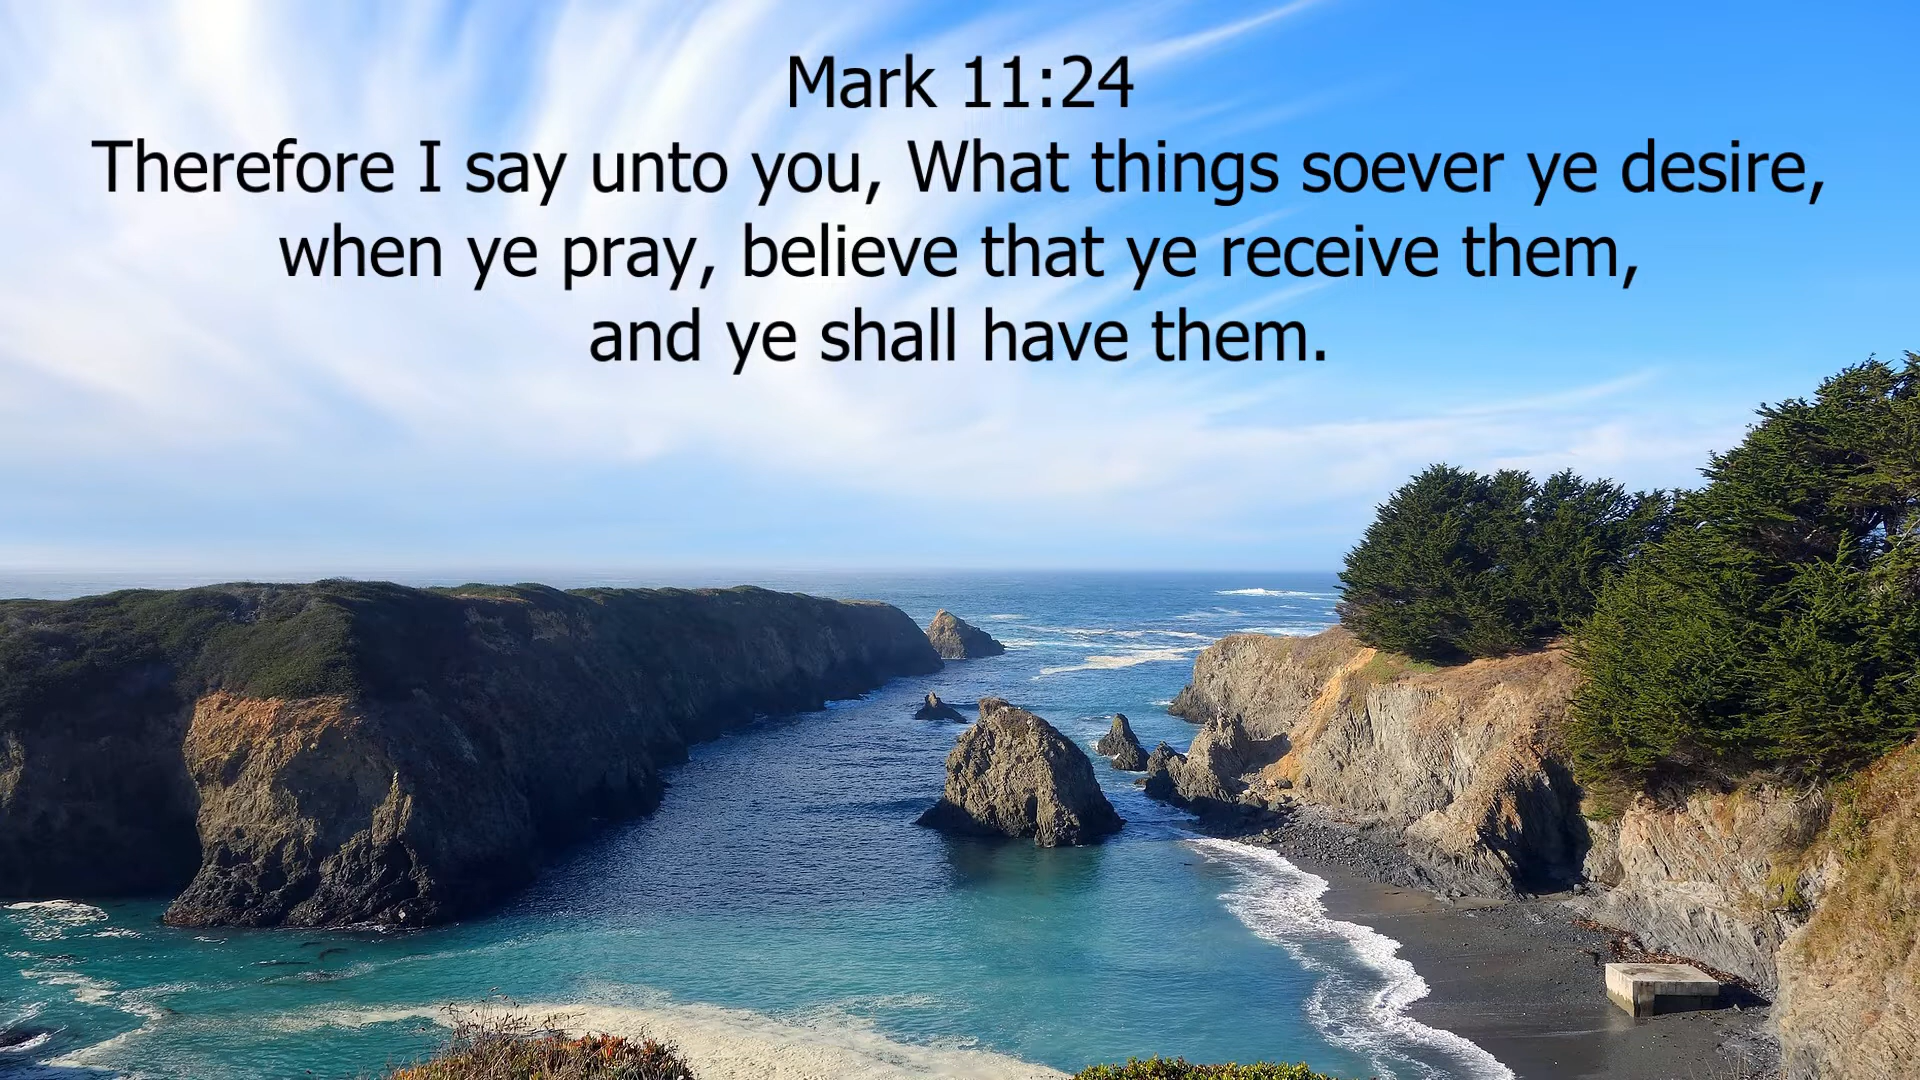 Mark 11:24
Therefore I say unto you, What things soever ye desire,
when ye pray, believe that ye receive them,
and ye shall have them.